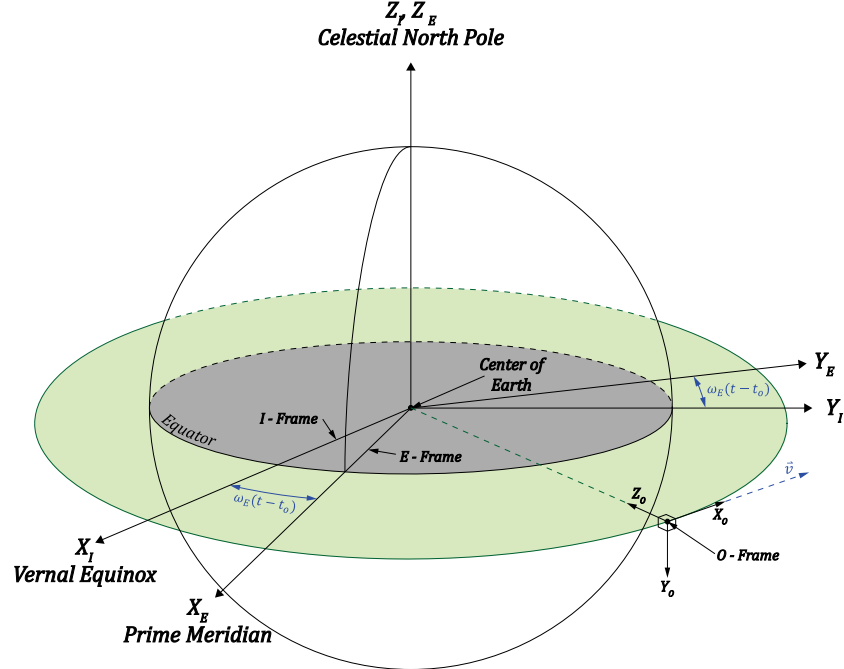 Z_I, Z_E
Celestial North Pole
Center of
Earth
Y_E
ω_E(t − t_o)
Y_I
I - Frame
Equator
E - Frame
v⃗
ω_E(t − t_o)
Z_o
X_o
X_I
Vernal Equinox
O - Frame
Y_o
X_E
Prime Meridian